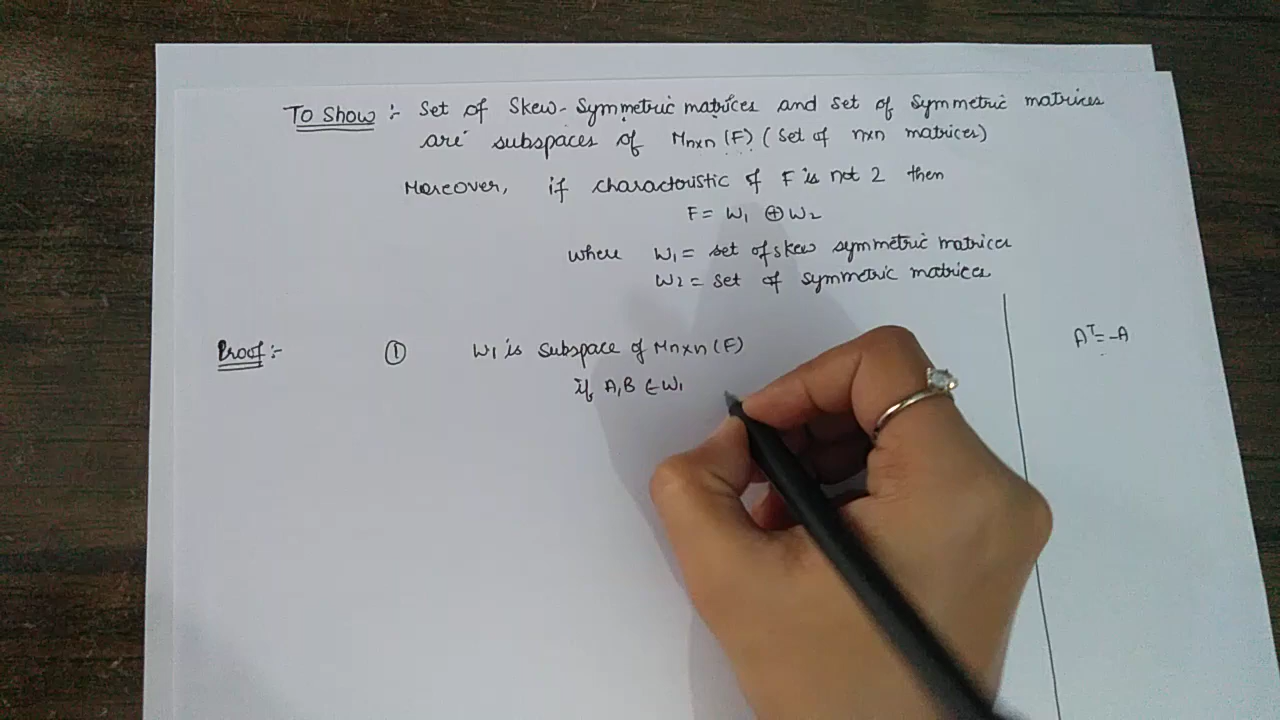 To Show :- Set of Skew-Symmetric matrices and set of Symmetric matrices
are subspaces of Mnxn (F) ( Set of nxn matrices)
Moreover, if characteristic of F is not 2 then
F = W1 ⊕ W2
where W1 = set of skew symmetric matrices
W2 = set of symmetric matrices
Proof :- ① W1 is subspace of Mnxn (F)
if A,B ∈ W1
Aᵀ = -A